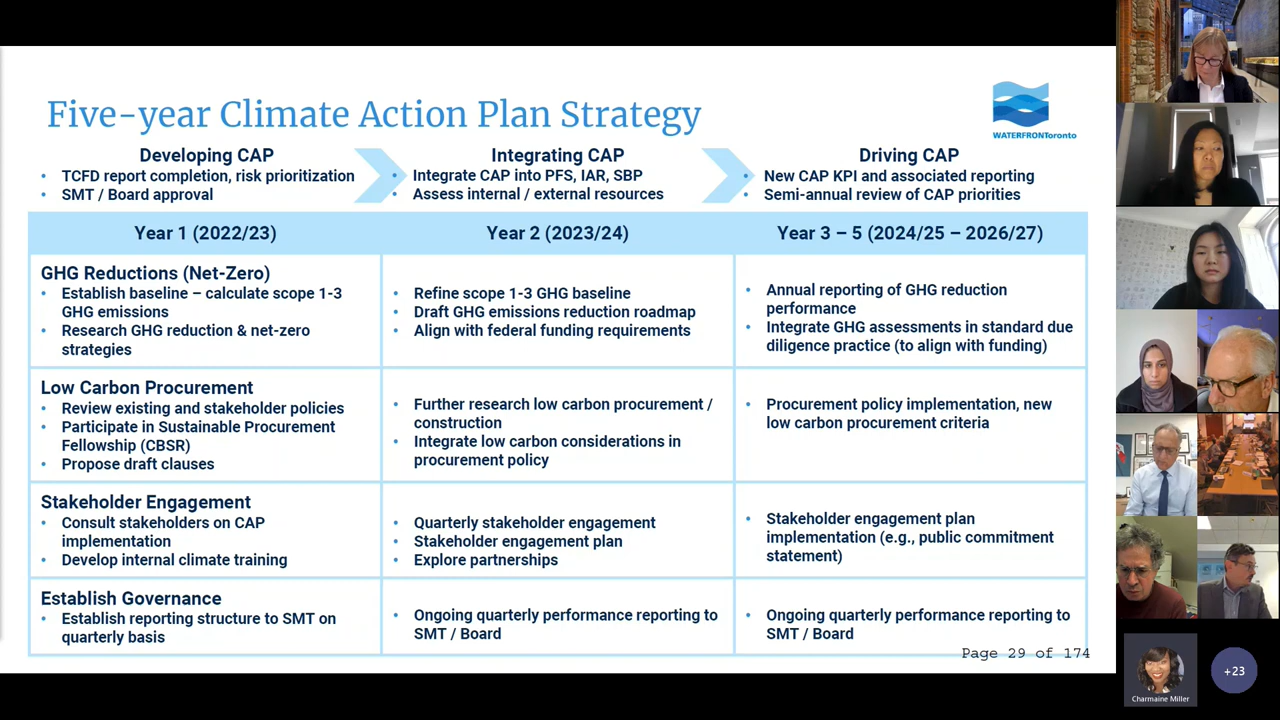 Five-year Climate Action Plan Strategy
WATERFRONToronto
Developing CAP
• TCFD report completion, risk prioritization
• SMT / Board approval
Integrating CAP
• Integrate CAP into PFS, IAR, SBP
• Assess internal / external resources
Driving CAP
• New CAP KPI and associated reporting
• Semi-annual review of CAP priorities
Year 1 (2022/23)
Year 2 (2023/24)
Year 3 – 5 (2024/25 – 2026/27)
GHG Reductions (Net-Zero)
• Establish baseline – calculate scope 1-3
GHG emissions
• Research GHG reduction & net-zero
strategies
• Refine scope 1-3 GHG baseline
• Draft GHG emissions reduction roadmap
• Align with federal funding requirements
• Annual reporting of GHG reduction
performance
• Integrate GHG assessments in standard due
diligence practice (to align with funding)
Low Carbon Procurement
• Review existing and stakeholder policies
• Participate in Sustainable Procurement
Fellowship (CBSR)
• Propose draft clauses
• Further research low carbon procurement /
construction
• Integrate low carbon considerations in
procurement policy
• Procurement policy implementation, new
low carbon procurement criteria
Stakeholder Engagement
• Consult stakeholders on CAP
implementation
• Develop internal climate training
• Quarterly stakeholder engagement
• Stakeholder engagement plan
• Explore partnerships
• Stakeholder engagement plan
implementation (e.g., public commitment
statement)
Establish Governance
• Establish reporting structure to SMT on
quarterly basis
• Ongoing quarterly performance reporting to
SMT / Board
• Ongoing quarterly performance reporting to
SMT / Board
Page 29 of 174
Charmaine Miller
+23